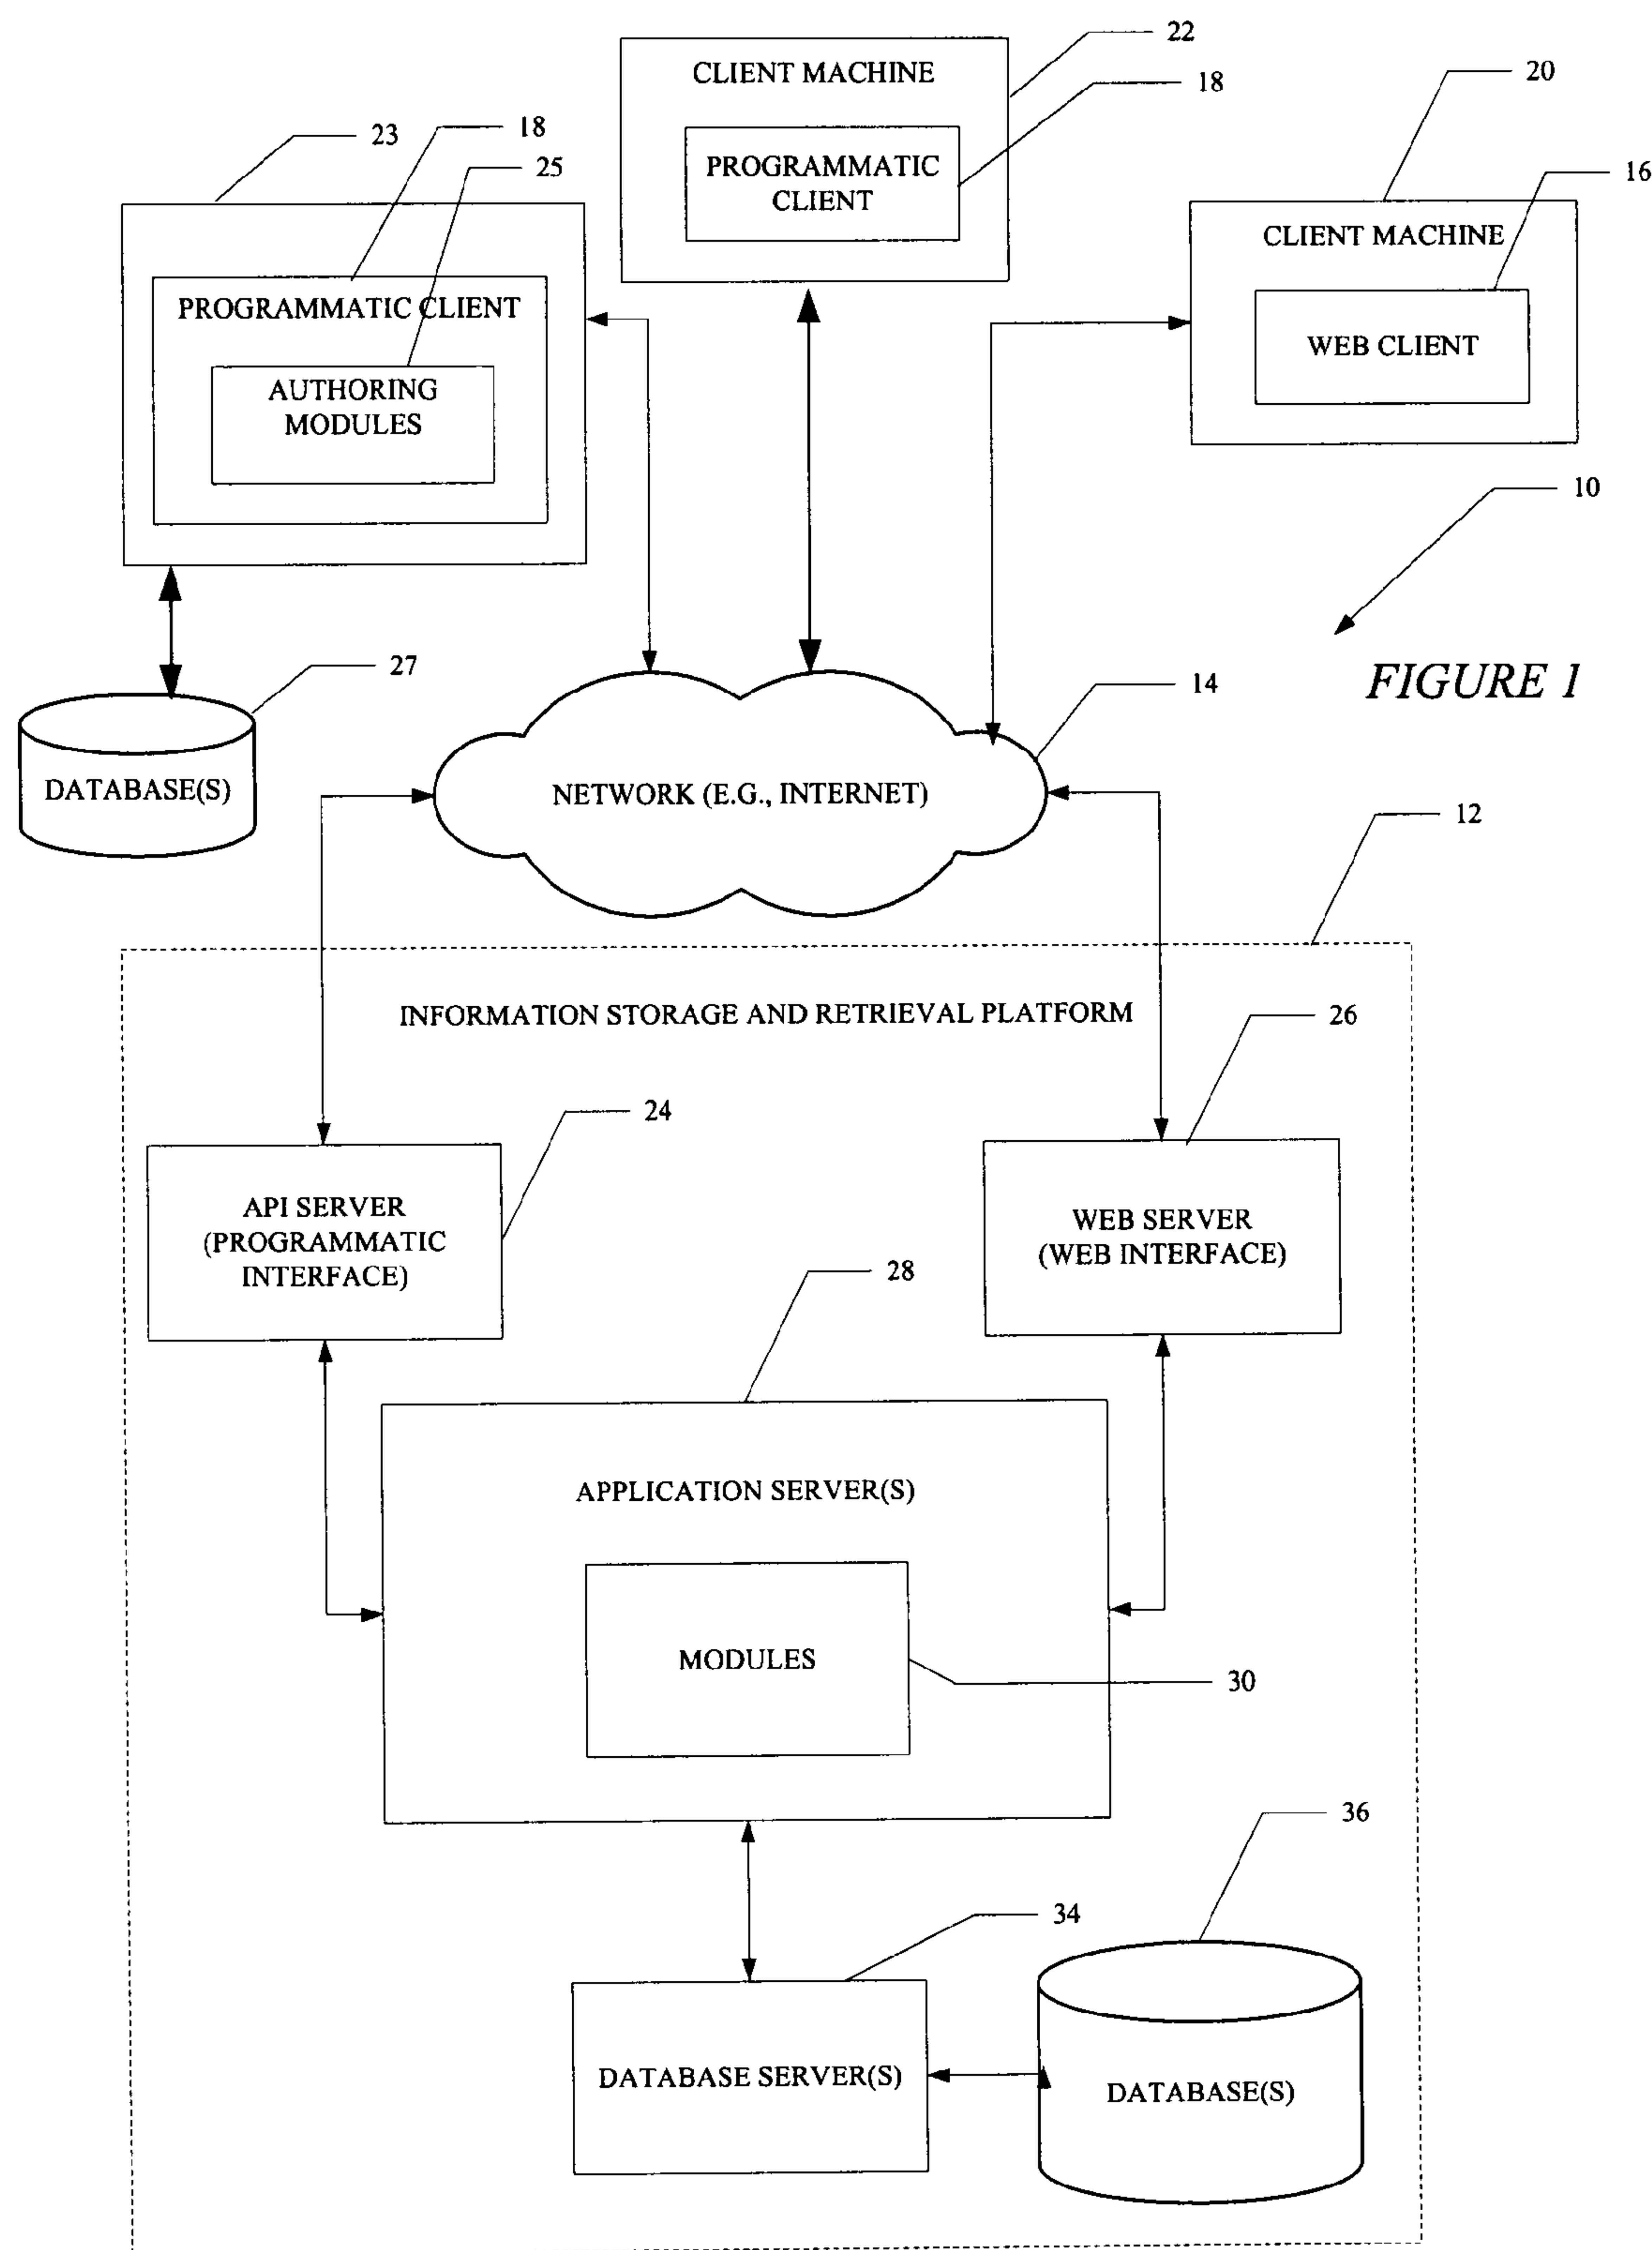 22
CLIENT MACHINE
20
18
23
18
25
PROGRAMMATIC
CLIENT
16
CLIENT MACHINE
PROGRAMMATIC CLIENT
WEB CLIENT
AUTHORING
MODULES
10
27
14
FIGURE 1
DATABASE(S)
NETWORK (E.G., INTERNET)
12
INFORMATION STORAGE AND RETRIEVAL PLATFORM
26
24
API SERVER
(PROGRAMMATIC
INTERFACE)
WEB SERVER
(WEB INTERFACE)
28
APPLICATION SERVER(S)
MODULES
30
36
34
DATABASE SERVER(S)
DATABASE(S)